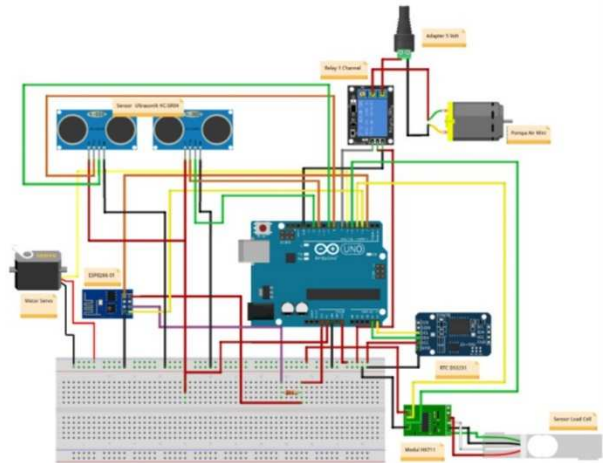 Adapter 5 Volt
Relay 1 Channel
Sensor Ultrasonik HC-SR04
Pompa Air Mini
UNO
ARDUINO
ESP8266-01
Motor Servo
RTC DS3231
Sensor Load Cell
Modul HX711